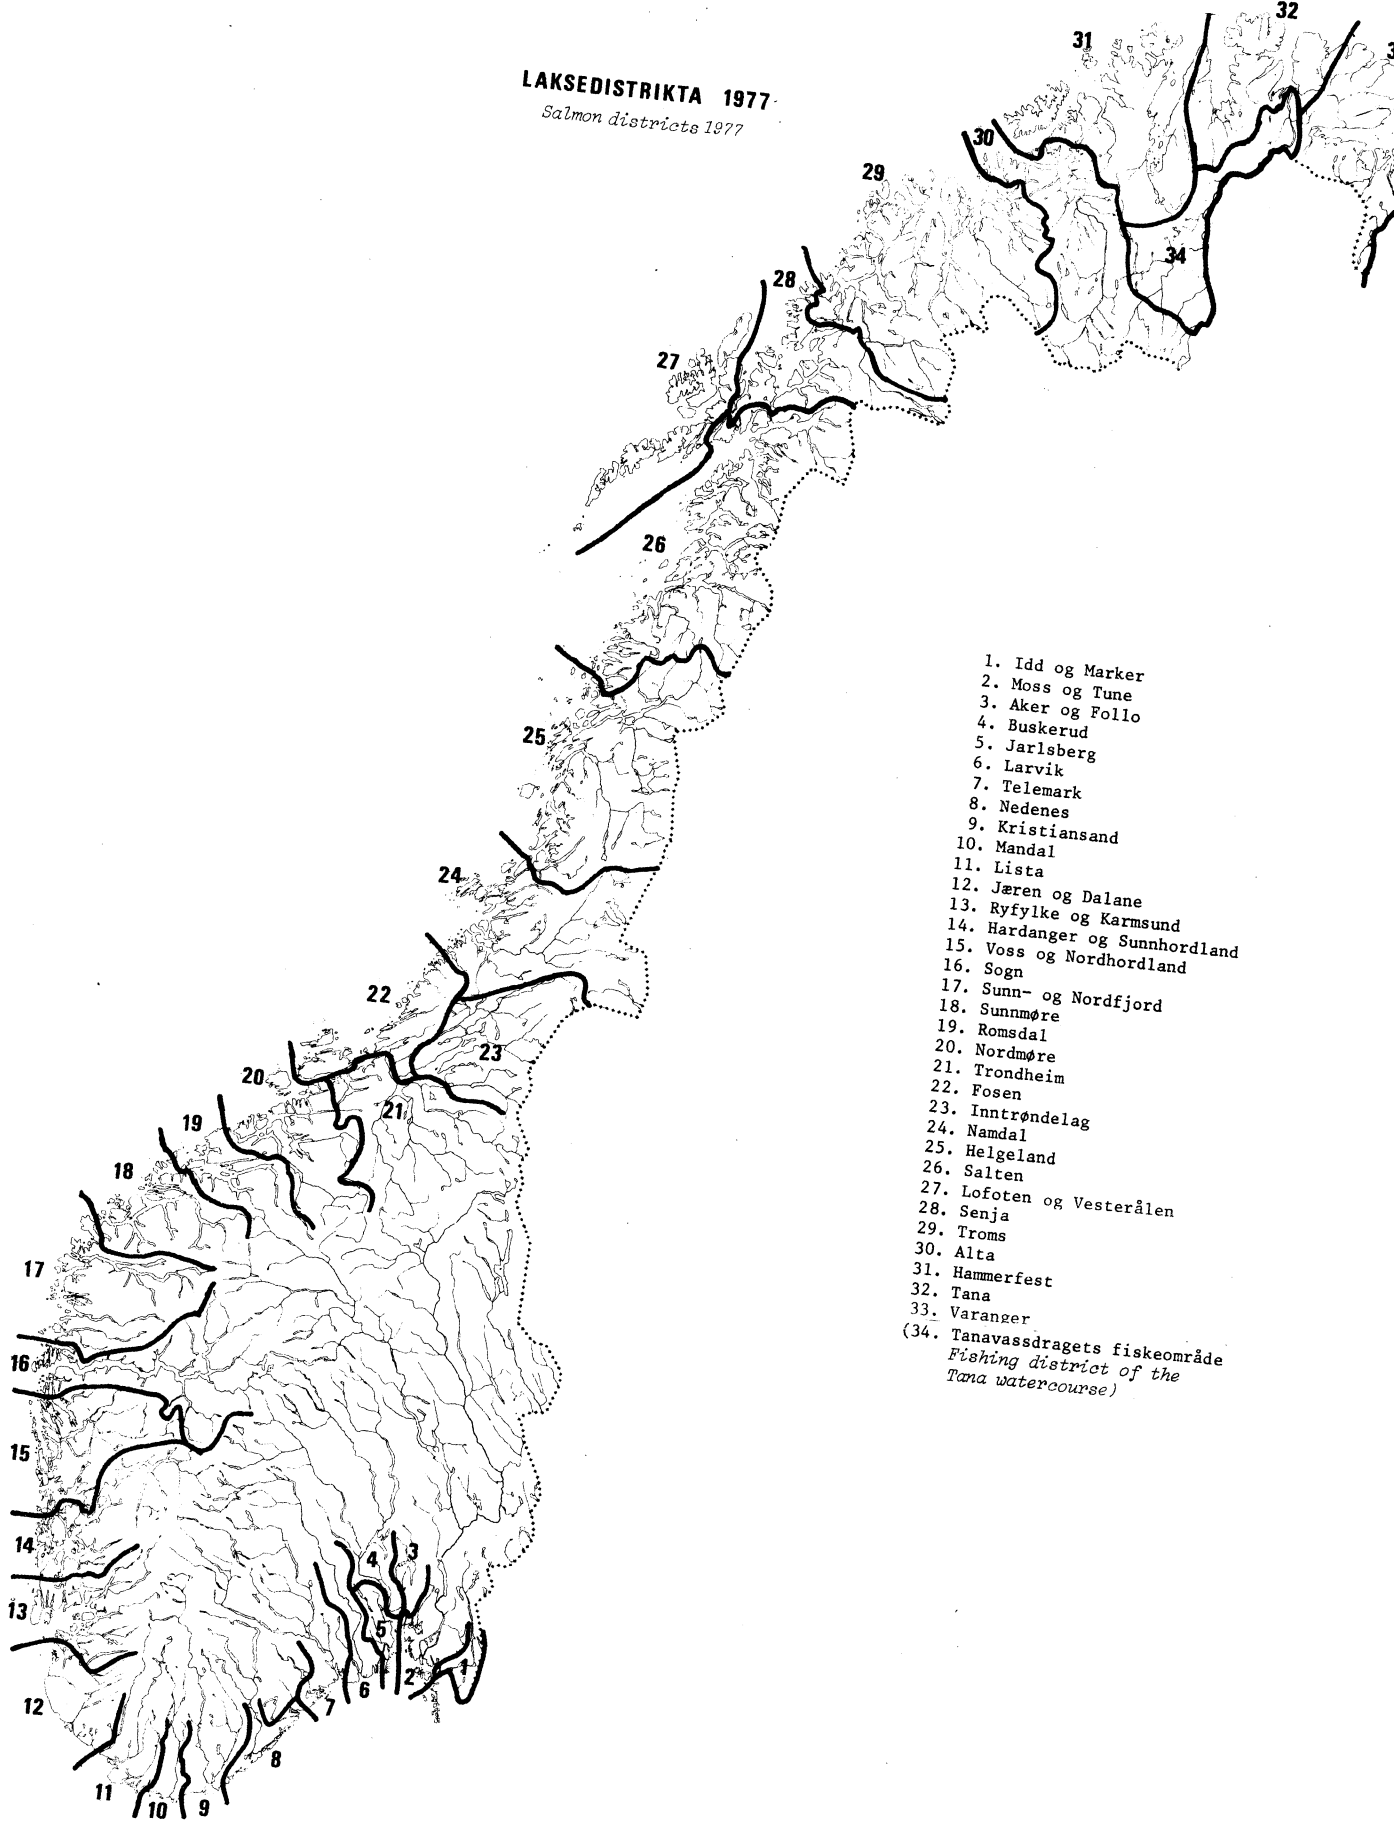 LAKSEDISTRIKTA 1977
Salmon districts 1977
32
31
30
29
34
28
27
26
25
24
22
23
20
21
19
18
17
16
15
14
4
3
13
5
12
7
6
2
1
8
11
10
9
1. Idd og Marker
2. Moss og Tune
3. Aker og Follo
4. Buskerud
5. Jarlsberg
6. Larvik
7. Telemark
8. Nedenes
9. Kristiansand
10. Mandal
11. Lista
12. Jæren og Dalane
13. Ryfylke og Karmsund
14. Hardanger og Sunnhordland
15. Voss og Nordhordland
16. Sogn
17. Sunn- og Nordfjord
18. Sunnmøre
19. Romsdal
20. Nordmøre
21. Trondheim
22. Fosen
23. Inntrøndelag
24. Namdal
25. Helgeland
26. Salten
27. Lofoten og Vesterålen
28. Senja
29. Troms
30. Alta
31. Hammerfest
32. Tana
33. Varanger
(34. Tanavassdragets fiskeområde
Fishing district of the
Tana watercourse)